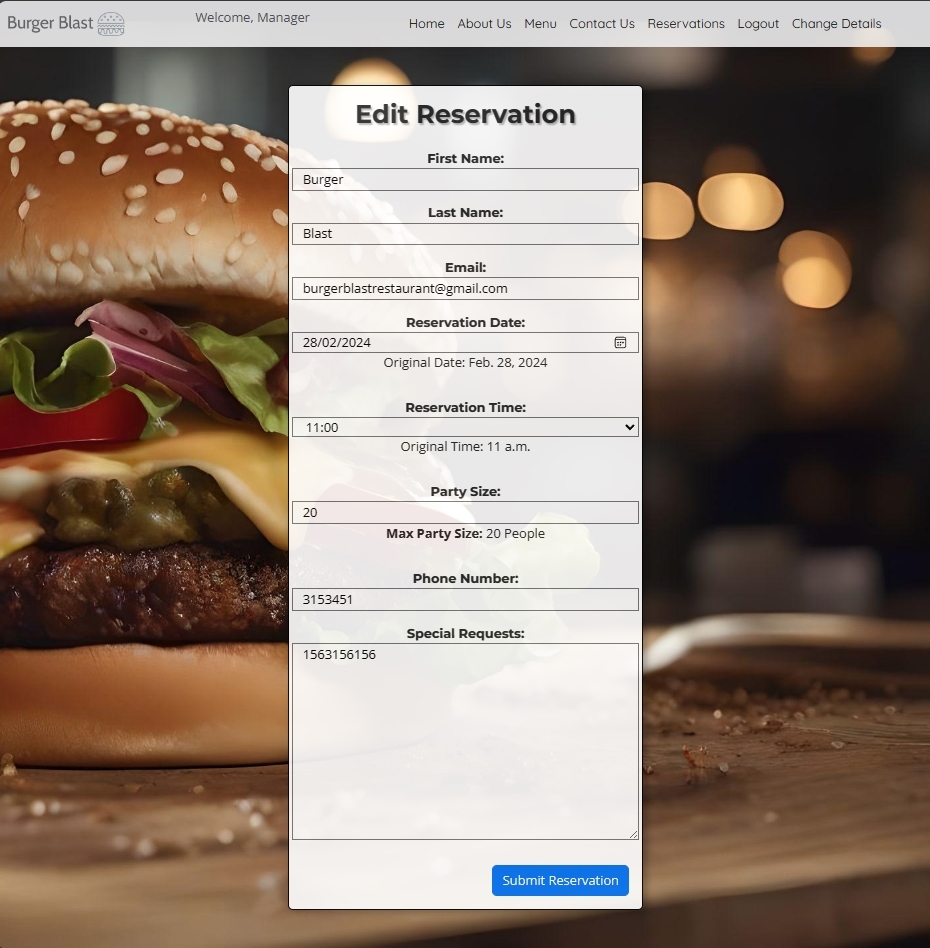 Burger Blast
Welcome, Manager
Home About Us Menu Contact Us Reservations Logout Change Details
Edit Reservation
First Name:
Burger
Last Name:
Blast
Email:
burgerblastrestaurant@gmail.com
Reservation Date:
28/02/2024
Original Date: Feb. 28, 2024
Reservation Time:
11:00
Original Time: 11 a.m.
Party Size:
20
Max Party Size: 20 People
Phone Number:
3153451
Special Requests:
1563156156
Submit Reservation